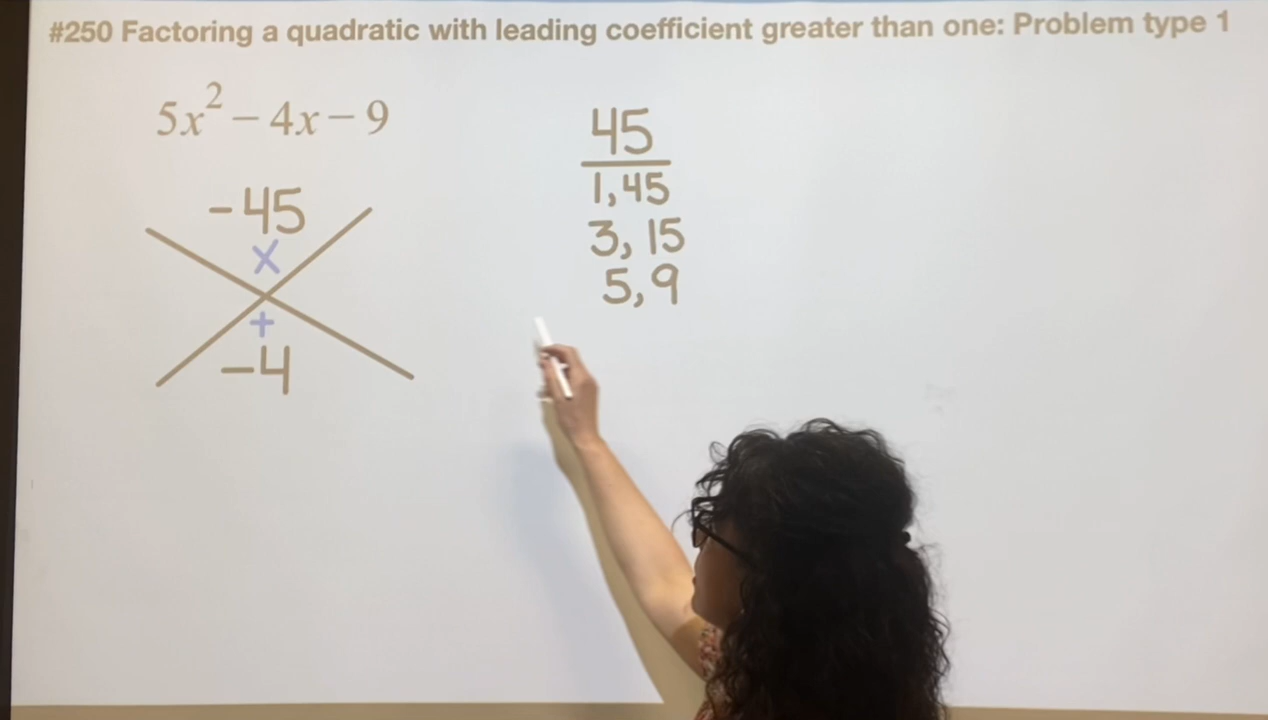 #250 Factoring a quadratic with leading coefficient greater than one: Problem type 1
5x² − 4x − 9
-45
x
+
-4
45
1,45
3, 15
5,9